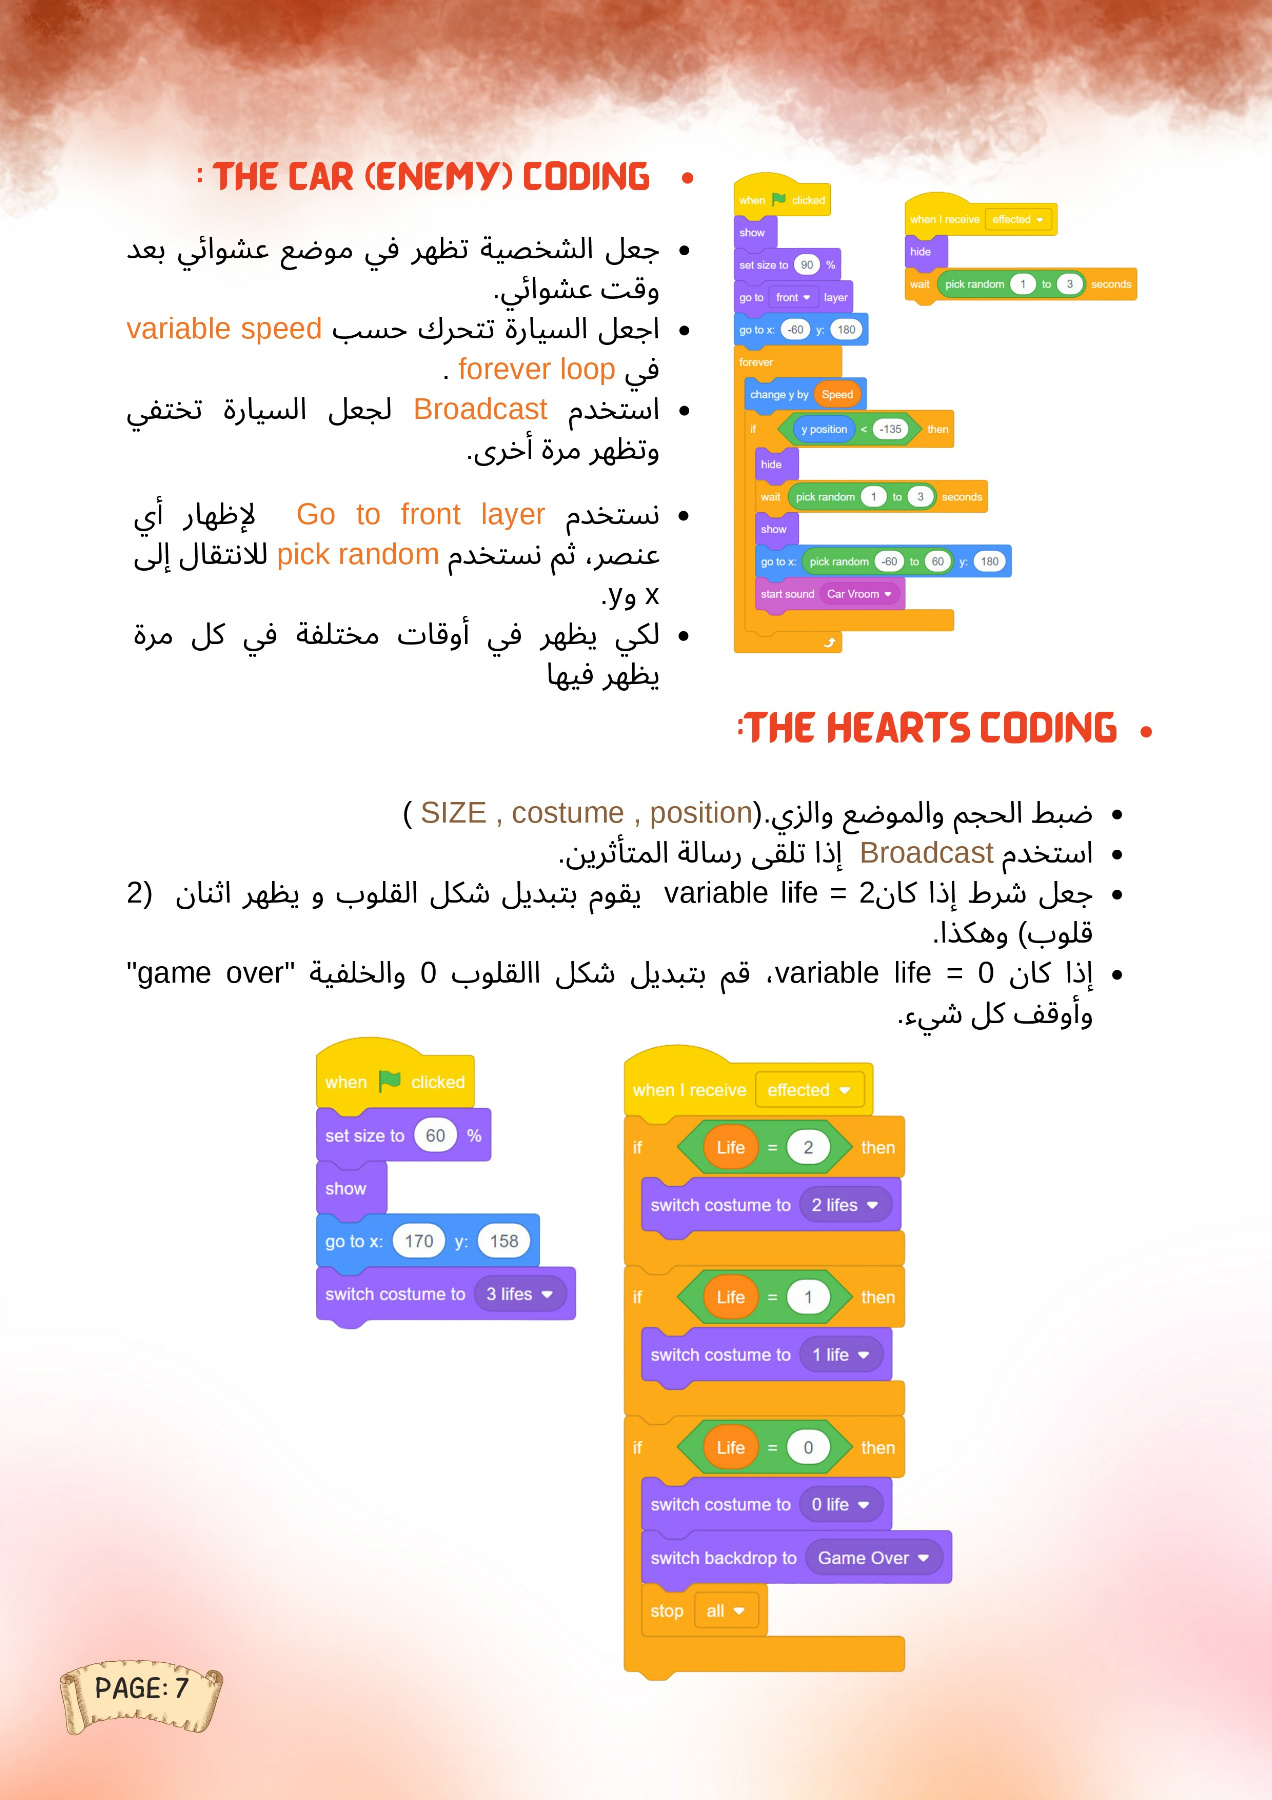 THE CAR (ENEMY) CODING :
جعل الشخصية تظهر في موضع عشوائي بعد
وقت عشوائي.
اجعل السيارة تتحرك حسب variable speed
في forever loop .
استخدم Broadcast لجعل السيارة تختفي
وتظهر مرة أخرى.
نستخدم Go to front layer لإظهار أي
عنصر، ثم نستخدم pick random للانتقال إلى
x وy.
لكي يظهر في أوقات مختلفة في كل مرة
يظهر فيها
when clicked
show
set size to 90 %
go to front layer
go to x: -60 y: 180
forever
change y by Speed
if y position < -135 then
hide
wait pick random 1 to 3 seconds
show
go to x: pick random -60 to 60 y: 180
start sound Car Vroom
when I receive effected
hide
wait pick random 1 to 3 seconds
THE HEARTS CODING:
ضبط الحجم والموضع والزي.(SIZE , costume , position )
استخدم Broadcast إذا تلقى رسالة المتأثرين.
جعل شرط إذا كانvariable life = 2 يقوم بتبديل شكل القلوب و يظهر اثنان (2
قلوب) وهكذا.
إذا كان variable life = 0، قم بتبديل شكل االقلوب 0 والخلفية "game over"
وأوقف كل شيء.
when clicked
set size to 60 %
show
go to x: 170 y: 158
switch costume to 3 lifes
when I receive effected
if Life = 2 then
switch costume to 2 lifes
if Life = 1 then
switch costume to 1 life
if Life = 0 then
switch costume to 0 life
switch backdrop to Game Over
stop all
PAGE: 7